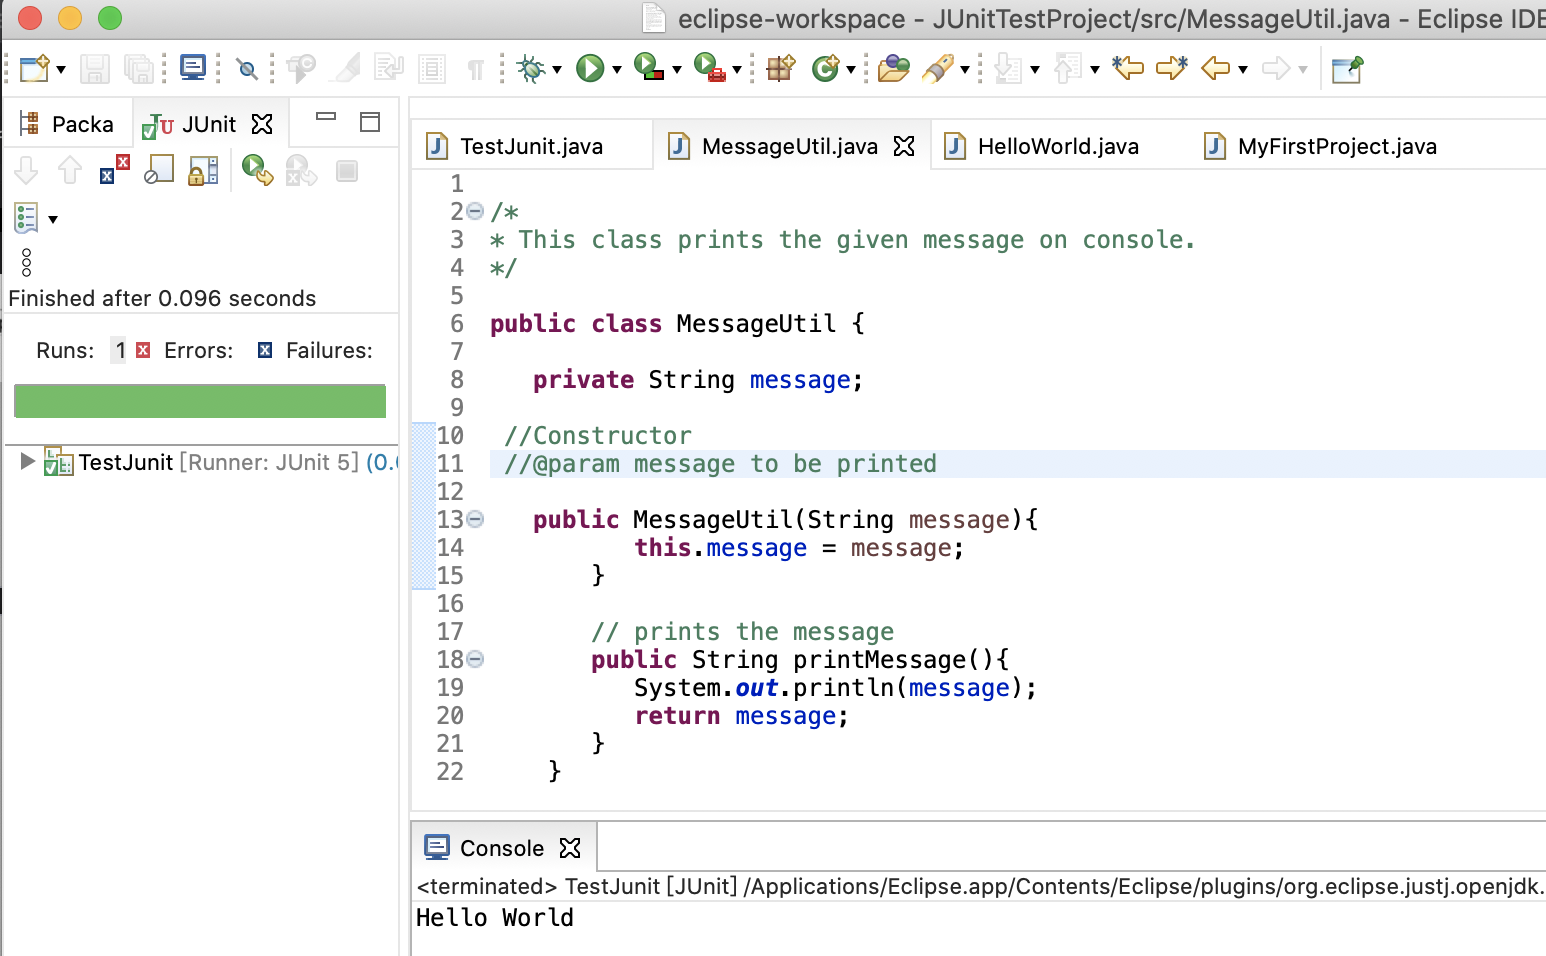 eclipse-workspace - JUnitTestProject/src/MessageUtil.java - Eclipse IDE
Packa
JUnit
Finished after 0.096 seconds
Runs: 1 Errors: Failures:
TestJunit [Runner: JUnit 5] (0.0
TestJunit.java
MessageUtil.java
HelloWorld.java
MyFirstProject.java
1
2 /*
3 * This class prints the given message on console.
4 */
5
6 public class MessageUtil {
7
8 private String message;
9
10 //Constructor
11 //@param message to be printed
12
13 public MessageUtil(String message){
14 this.message = message;
15 }
16
17 // prints the message
18 public String printMessage(){
19 System.out.println(message);
20 return message;
21 }
22 }
Console
<terminated> TestJunit [JUnit] /Applications/Eclipse.app/Contents/Eclipse/plugins/org.eclipse.justj.openjdk.
Hello World